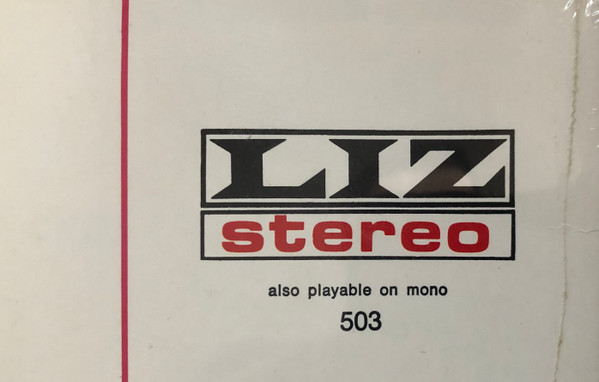 LIZ
stereo
also playable on mono
503